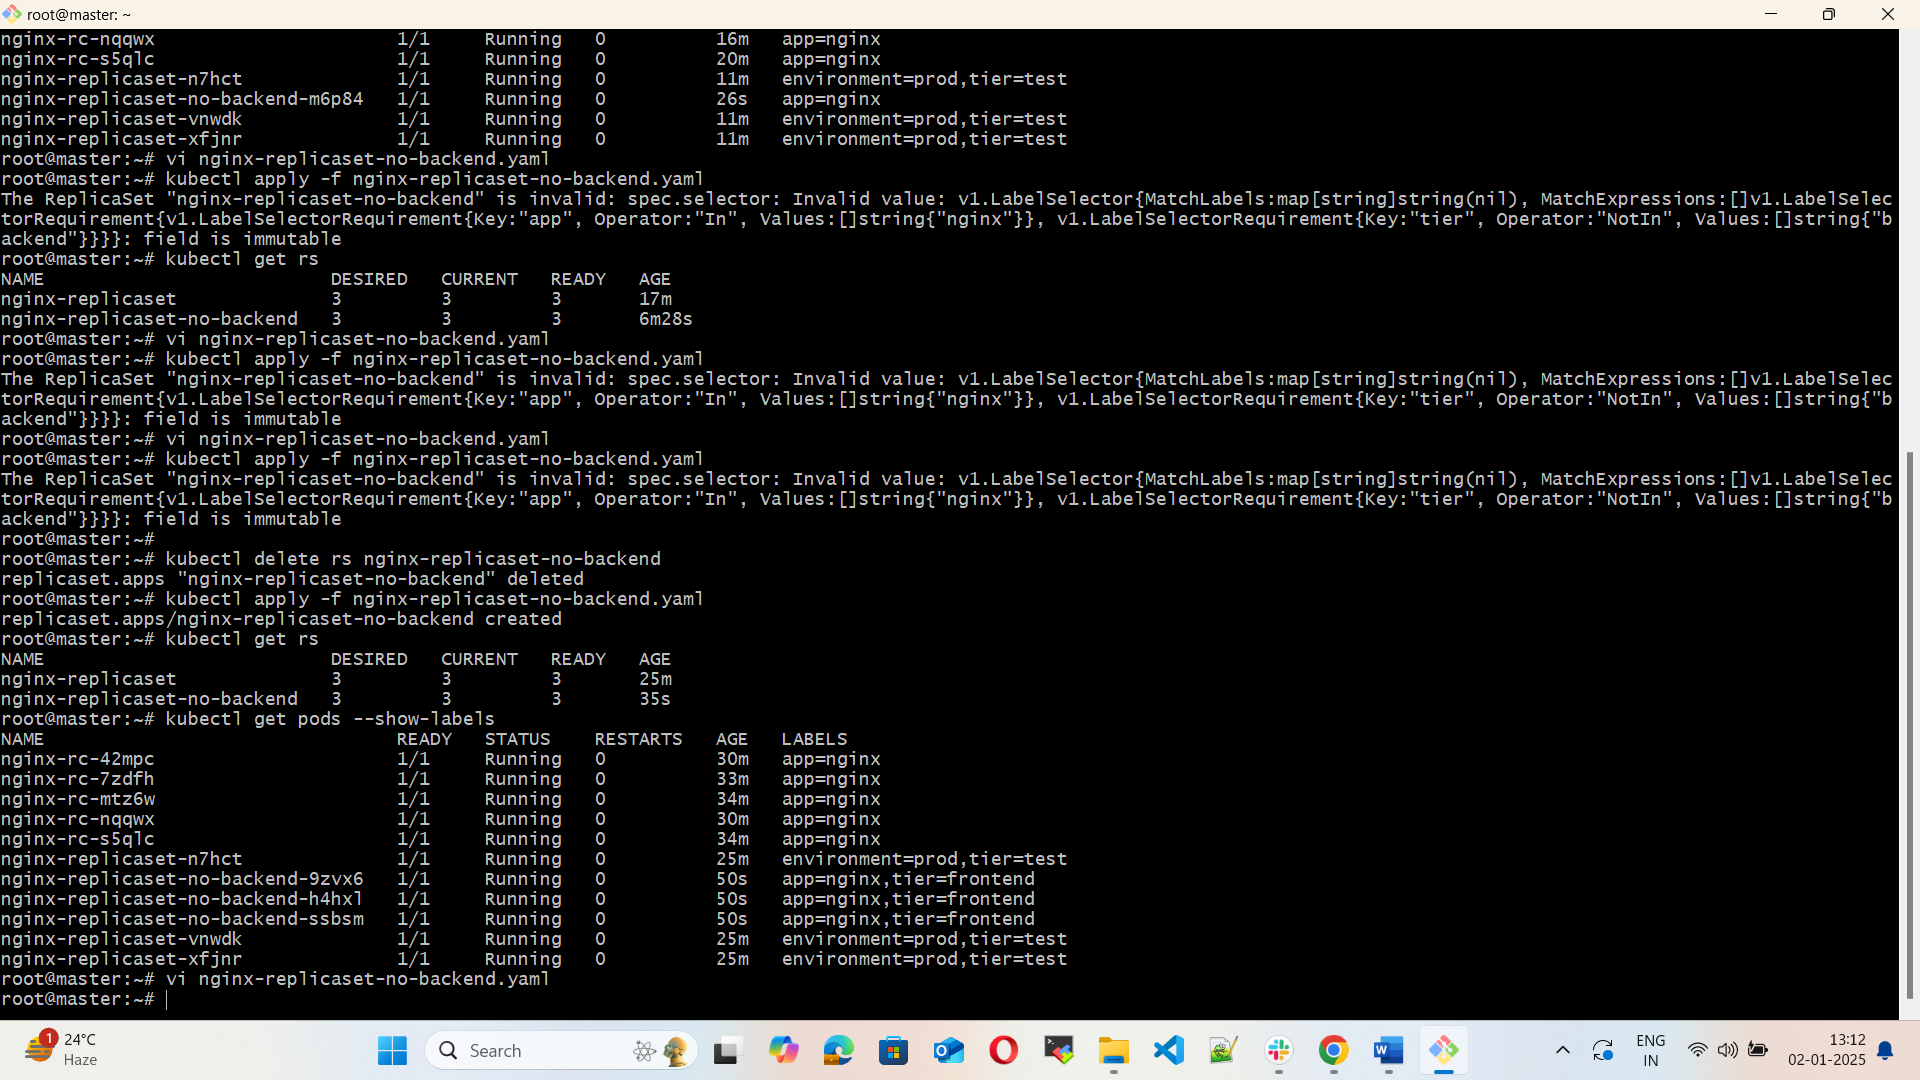 root@master: ~
nginx-rc-nqqwx 1/1 Running 0 16m app=nginx
nginx-rc-s5qlc 1/1 Running 0 20m app=nginx
nginx-replicaset-n7hct 1/1 Running 0 11m environment=prod,tier=test
nginx-replicaset-no-backend-m6p84 1/1 Running 0 26s app=nginx
nginx-replicaset-vnwdk 1/1 Running 0 11m environment=prod,tier=test
nginx-replicaset-xfjnr 1/1 Running 0 11m environment=prod,tier=test
root@master:~# vi nginx-replicaset-no-backend.yaml
root@master:~# kubectl apply -f nginx-replicaset-no-backend.yaml
The ReplicaSet "nginx-replicaset-no-backend" is invalid: spec.selector: Invalid value: v1.LabelSelector{MatchLabels:map[string]string(nil), MatchExpressions:[]v1.LabelSelec
torRequirement{v1.LabelSelectorRequirement{Key:"app", Operator:"In", Values:[]string{"nginx"}}, v1.LabelSelectorRequirement{Key:"tier", Operator:"NotIn", Values:[]string{"b
ackend"}}}}: field is immutable
root@master:~# kubectl get rs
NAME DESIRED CURRENT READY AGE
nginx-replicaset 3 3 3 17m
nginx-replicaset-no-backend 3 3 3 6m28s
root@master:~# vi nginx-replicaset-no-backend.yaml
root@master:~# kubectl apply -f nginx-replicaset-no-backend.yaml
The ReplicaSet "nginx-replicaset-no-backend" is invalid: spec.selector: Invalid value: v1.LabelSelector{MatchLabels:map[string]string(nil), MatchExpressions:[]v1.LabelSelec
torRequirement{v1.LabelSelectorRequirement{Key:"app", Operator:"In", Values:[]string{"nginx"}}, v1.LabelSelectorRequirement{Key:"tier", Operator:"NotIn", Values:[]string{"b
ackend"}}}}: field is immutable
root@master:~# vi nginx-replicaset-no-backend.yaml
root@master:~# kubectl apply -f nginx-replicaset-no-backend.yaml
The ReplicaSet "nginx-replicaset-no-backend" is invalid: spec.selector: Invalid value: v1.LabelSelector{MatchLabels:map[string]string(nil), MatchExpressions:[]v1.LabelSelec
torRequirement{v1.LabelSelectorRequirement{Key:"app", Operator:"In", Values:[]string{"nginx"}}, v1.LabelSelectorRequirement{Key:"tier", Operator:"NotIn", Values:[]string{"b
ackend"}}}}: field is immutable
root@master:~#
root@master:~# kubectl delete rs nginx-replicaset-no-backend
replicaset.apps "nginx-replicaset-no-backend" deleted
root@master:~# kubectl apply -f nginx-replicaset-no-backend.yaml
replicaset.apps/nginx-replicaset-no-backend created
root@master:~# kubectl get rs
NAME DESIRED CURRENT READY AGE
nginx-replicaset 3 3 3 25m
nginx-replicaset-no-backend 3 3 3 35s
root@master:~# kubectl get pods --show-labels
NAME READY STATUS RESTARTS AGE LABELS
nginx-rc-42mpc 1/1 Running 0 30m app=nginx
nginx-rc-7zdfh 1/1 Running 0 33m app=nginx
nginx-rc-mtz6w 1/1 Running 0 34m app=nginx
nginx-rc-nqqwx 1/1 Running 0 30m app=nginx
nginx-rc-s5qlc 1/1 Running 0 34m app=nginx
nginx-replicaset-n7hct 1/1 Running 0 25m environment=prod,tier=test
nginx-replicaset-no-backend-9zvx6 1/1 Running 0 50s app=nginx,tier=frontend
nginx-replicaset-no-backend-h4hxl 1/1 Running 0 50s app=nginx,tier=frontend
nginx-replicaset-no-backend-ssbsm 1/1 Running 0 50s app=nginx,tier=frontend
nginx-replicaset-vnwdk 1/1 Running 0 25m environment=prod,tier=test
nginx-replicaset-xfjnr 1/1 Running 0 25m environment=prod,tier=test
root@master:~# vi nginx-replicaset-no-backend.yaml
root@master:~#
1
24°C
Haze
Search
ENG
IN
13:12
02-01-2025